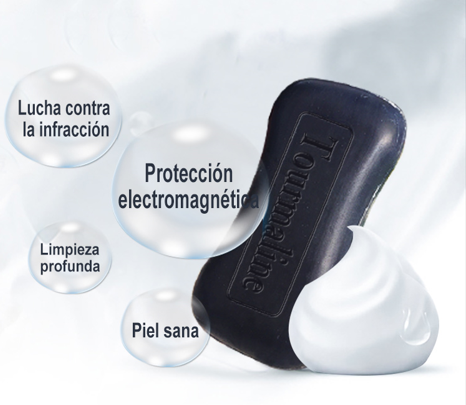 Lucha contra
la infracción
Protección
electromagnética
Limpieza
profunda
Piel sana
Tourmaline